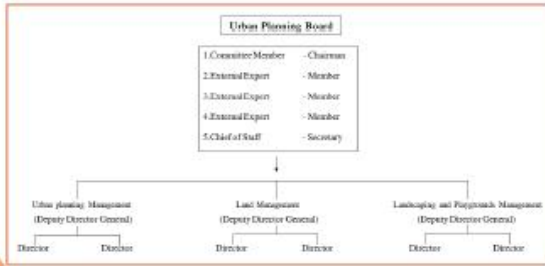 Urban Planning Board
1.Committee Member - Chairman
2.External Expert - Member
3.External Expert - Member
4.External Expert - Member
5.Chief of Staff - Secretary
Urban planning Management Land Management Landscaping and Playgrounds Management
(Deputy Director General) (Deputy Director General) (Deputy Director General)
Director Director Director Director Director Director